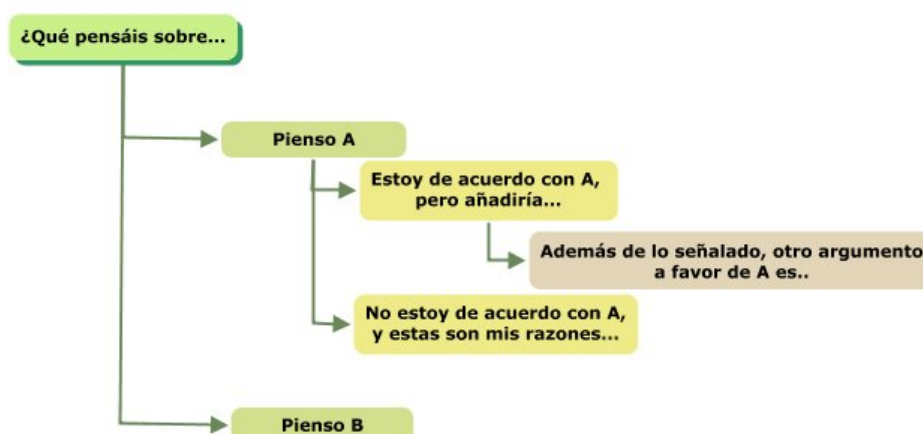 ¿Qué pensáis sobre...
Pienso A
Estoy de acuerdo con A,
pero añadiría...
Además de lo señalado, otro argumento
a favor de A es..
No estoy de acuerdo con A,
y estas son mis razones...
Pienso B